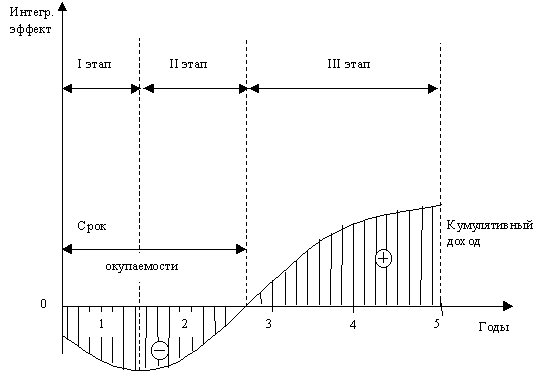 Интегр.
эффект
I этап
II этап
III этап
Срок
окупаемости
Кумулятивный
доход
+
0
1
2
3
4
5
Годы
−